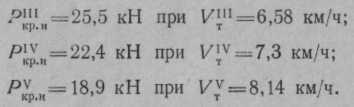 P^III_кр.н=25,5 кН при V^III_т=6,58 км/ч;
P^IV_кр.н=22,4 кН при V^IV_т=7,3 км/ч;
P^V_кр.н=18,9 кН при V^V_т=8,14 км/ч.